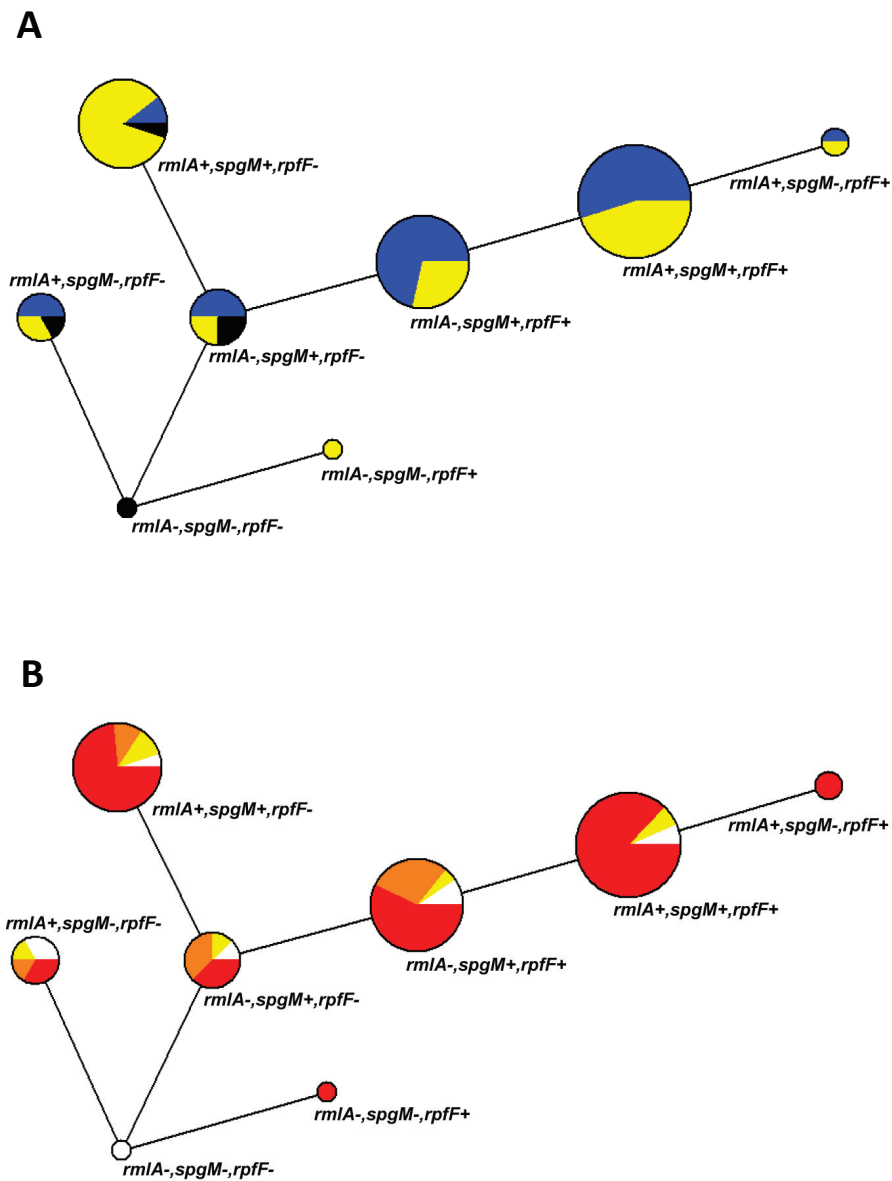 A
rmlA+,spgM+,rpfF-
rmlA+,spgM-,rpfF+
rmlA+,spgM+,rpfF+
rmlA+,spgM-,rpfF-
rmlA-,spgM+,rpfF+
rmlA-,spgM+,rpfF-
rmlA-,spgM-,rpfF+
rmlA-,spgM-,rpfF-
B
rmlA+,spgM+,rpfF-
rmlA+,spgM-,rpfF+
rmlA+,spgM+,rpfF+
rmlA+,spgM-,rpfF-
rmlA-,spgM+,rpfF+
rmlA-,spgM+,rpfF-
rmlA-,spgM-,rpfF+
rmlA-,spgM-,rpfF-